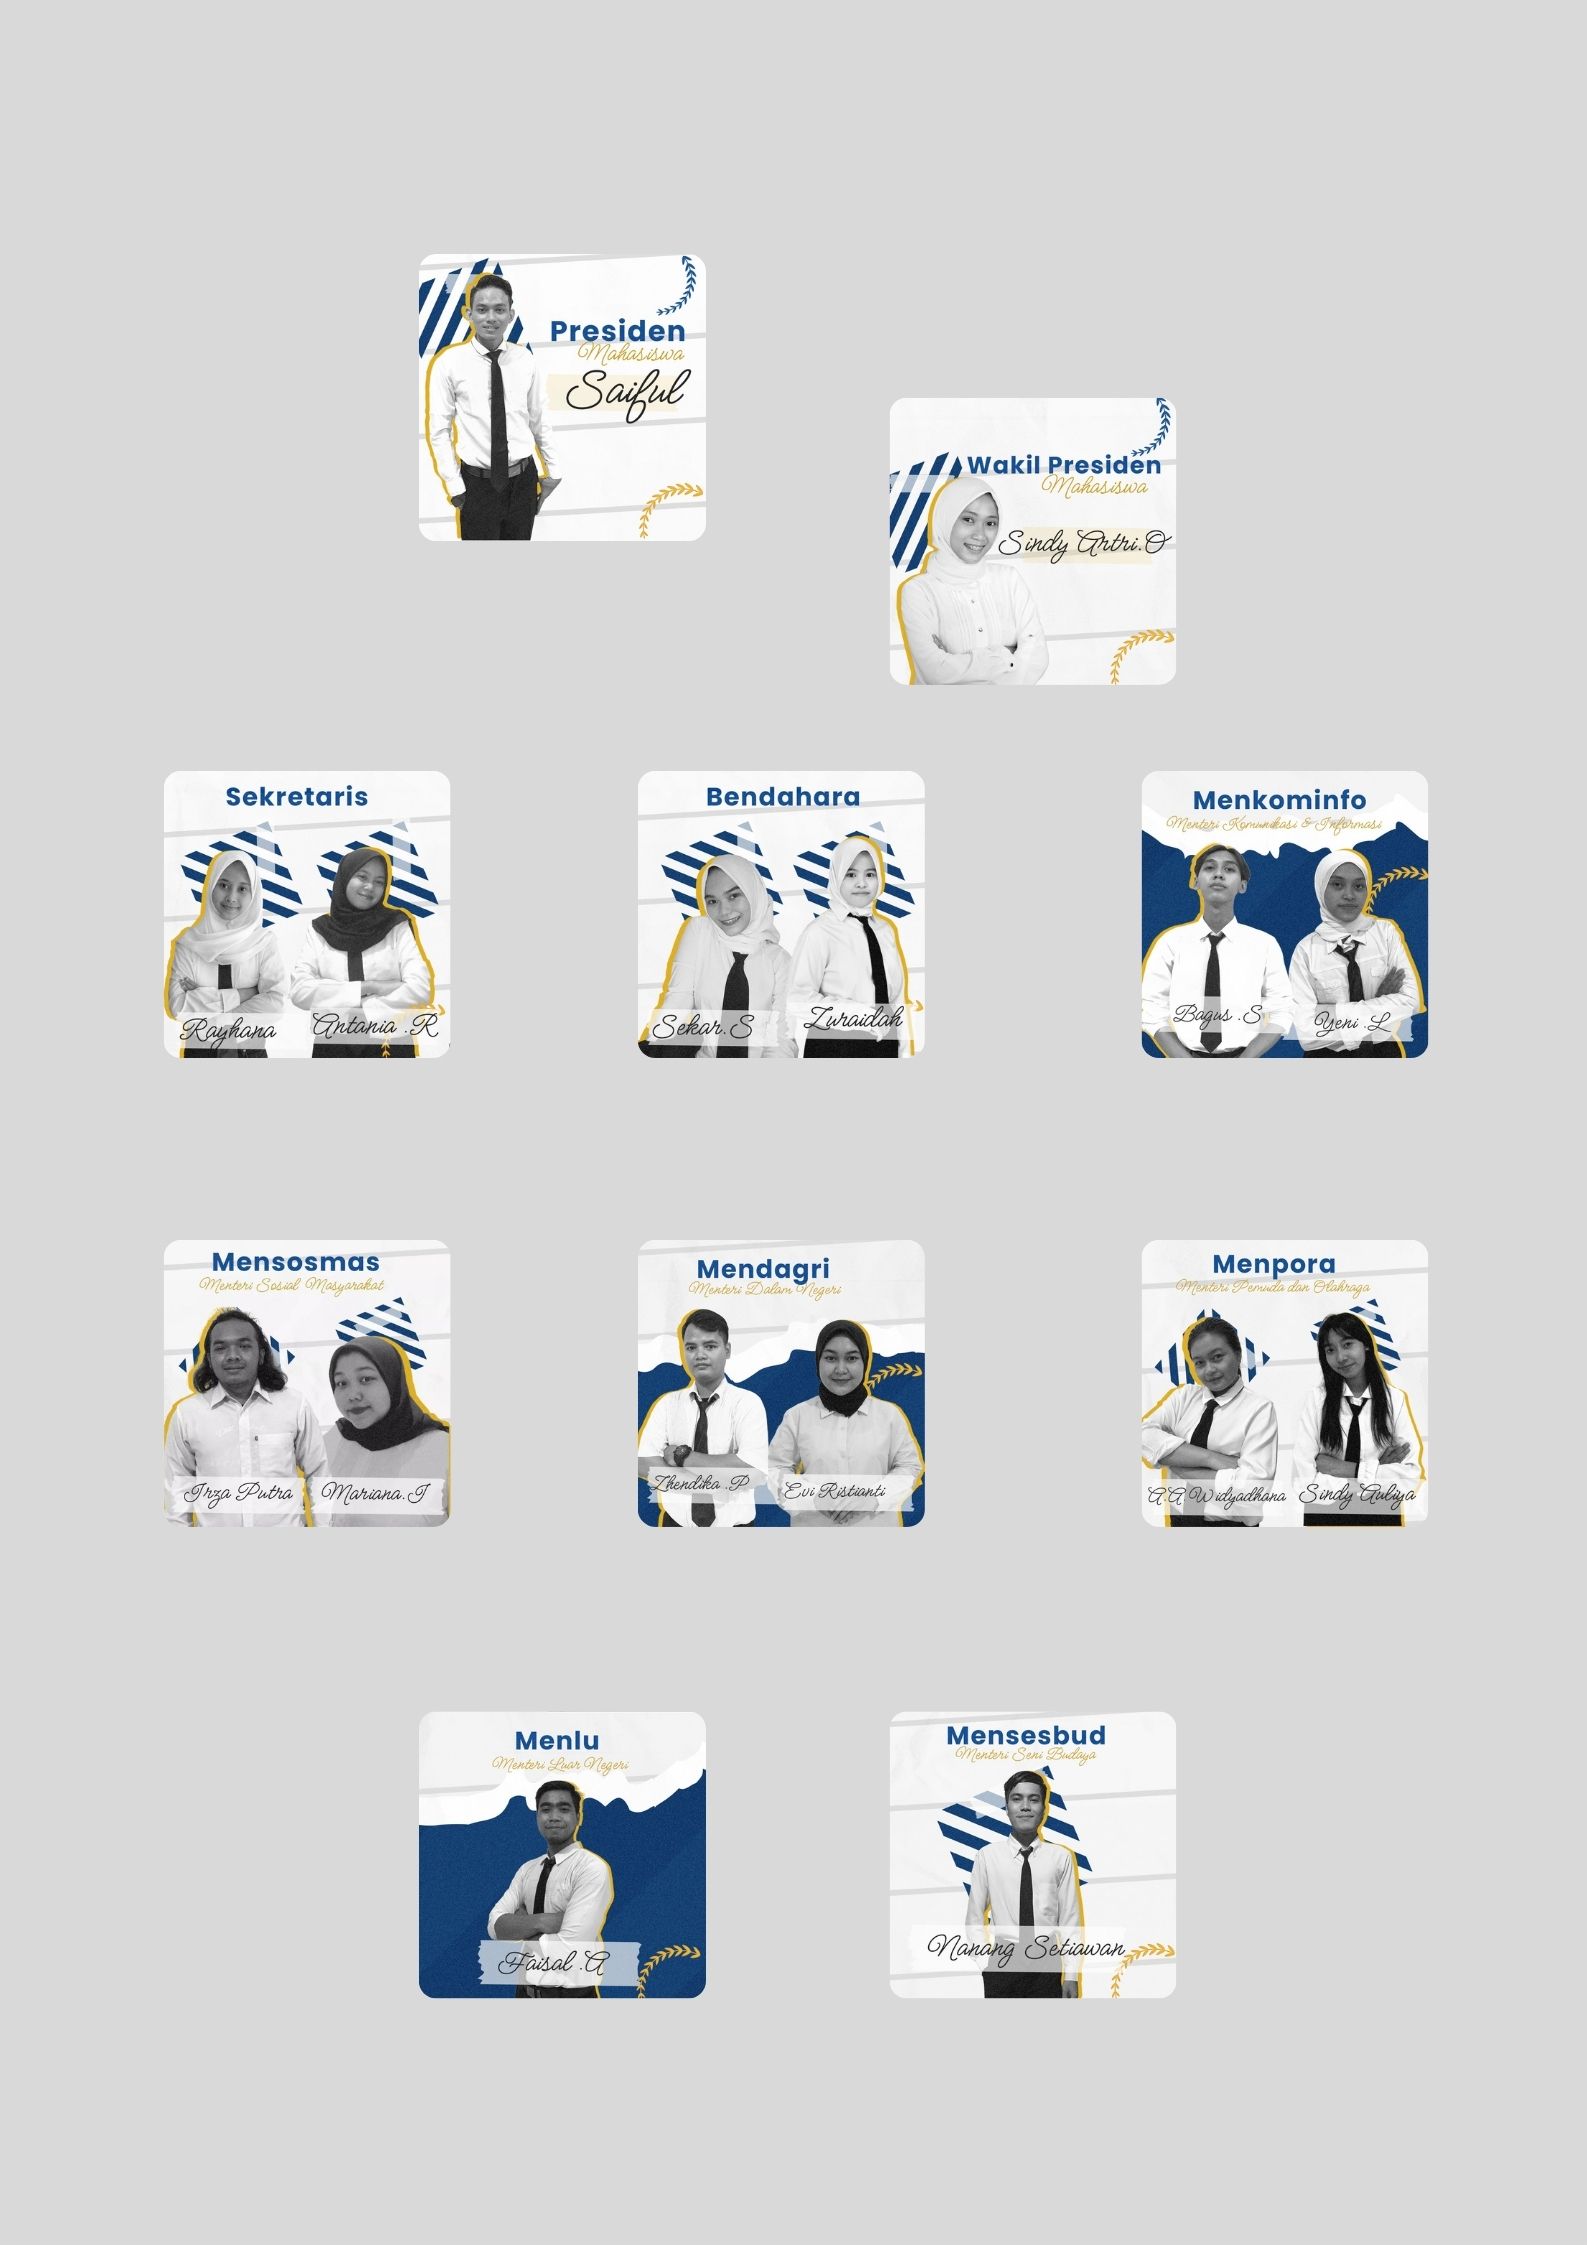 Presiden
Mahasiswa
Saiful
Wakil Presiden
Mahasiswa
Sindy Artri.O
Sekretaris
Rayhana
Antania .R
Bendahara
Sekar.S
Zuraidah
Menkominfo
Menteri Komunikasi & Informasi
Bagus .S
Yeni .L
Mensosmas
Menteri Sosial Masyarakat
Irza Putra
Mariana.I
Mendagri
Menteri Dalam Negeri
Zhendika .P
Evi Ristianti
Menpora
Menteri Pemuda dan Olahraga
A.A Widyadhana
Sindy Auliya
Menlu
Menteri Luar Negeri
Faisal .A
Mensesbud
Menteri Seni Budaya
Nanang Setiawan